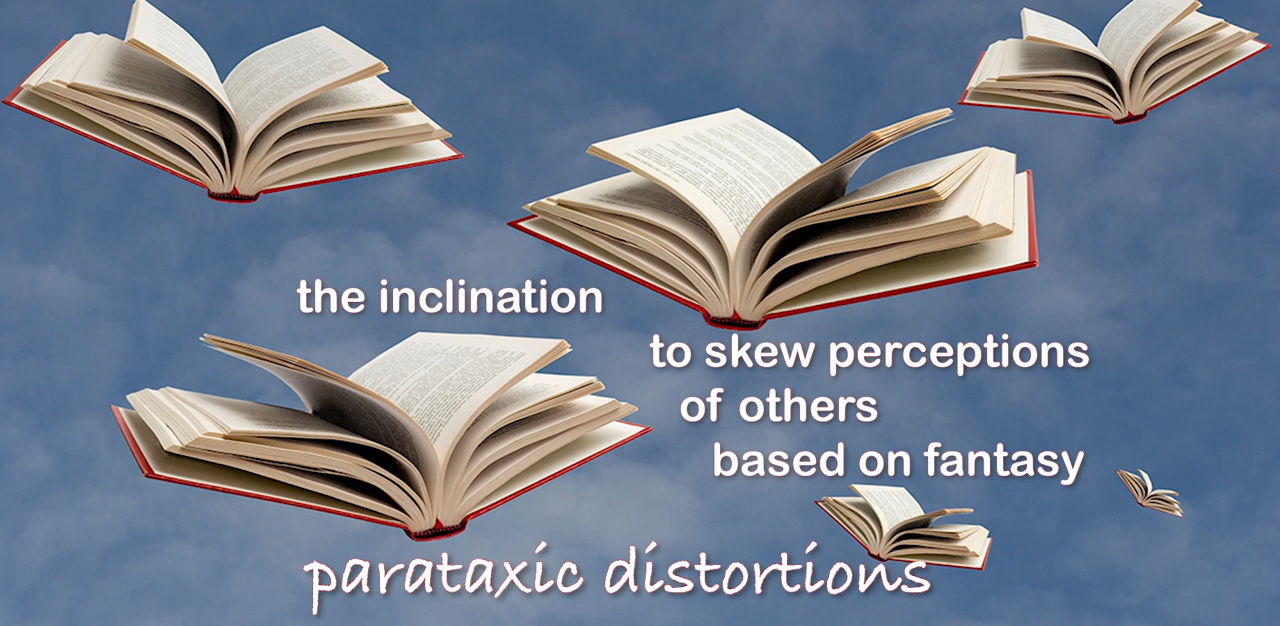 the inclination
to skew perceptions
of others
based on fantasy
parataxic distortions